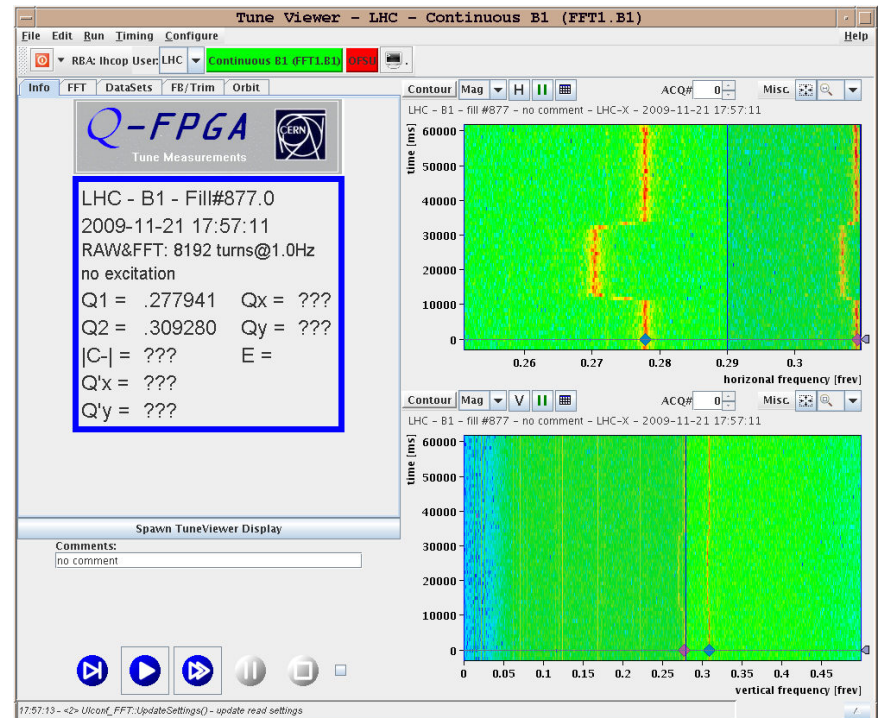 Tune Viewer - LHC - Continuous B1 (FFT1.B1)
File Edit Run Timing Configure Help
RBA: lhcop User: LHC Continuous B1 (FFT1.B1) OFSU
Info FFT DataSets FB/Trim Orbit
Q-FPGA CERN
Tune Measurements
LHC - B1 - Fill#877.0
2009-11-21 17:57:11
RAW&FFT: 8192 turns@1.0Hz
no excitation
Q1 = .277941 Qx = ???
Q2 = .309280 Qy = ???
|C-| = ??? E =
Q'x = ???
Q'y = ???
Spawn TuneViewer Display
Comments:
no comment
Contour Mag H ACQ# 0 Misc.
LHC - B1 - fill #877 - no comment - LHC-X - 2009-11-21 17:57:11
time [ms]
60000
50000
40000
30000
20000
10000
0
0.26 0.27 0.28 0.29 0.3
horizonal frequency [frev]
Contour Mag V ACQ# 0 Misc.
LHC - B1 - fill #877 - no comment - LHC-X - 2009-11-21 17:57:11
time [ms]
60000
50000
40000
30000
20000
10000
0
0 0.05 0.1 0.15 0.2 0.25 0.3 0.35 0.4 0.45
vertical frequency [frev]
17:57:13 - <2> UIconf_FFT::UpdateSettings() - update read settings